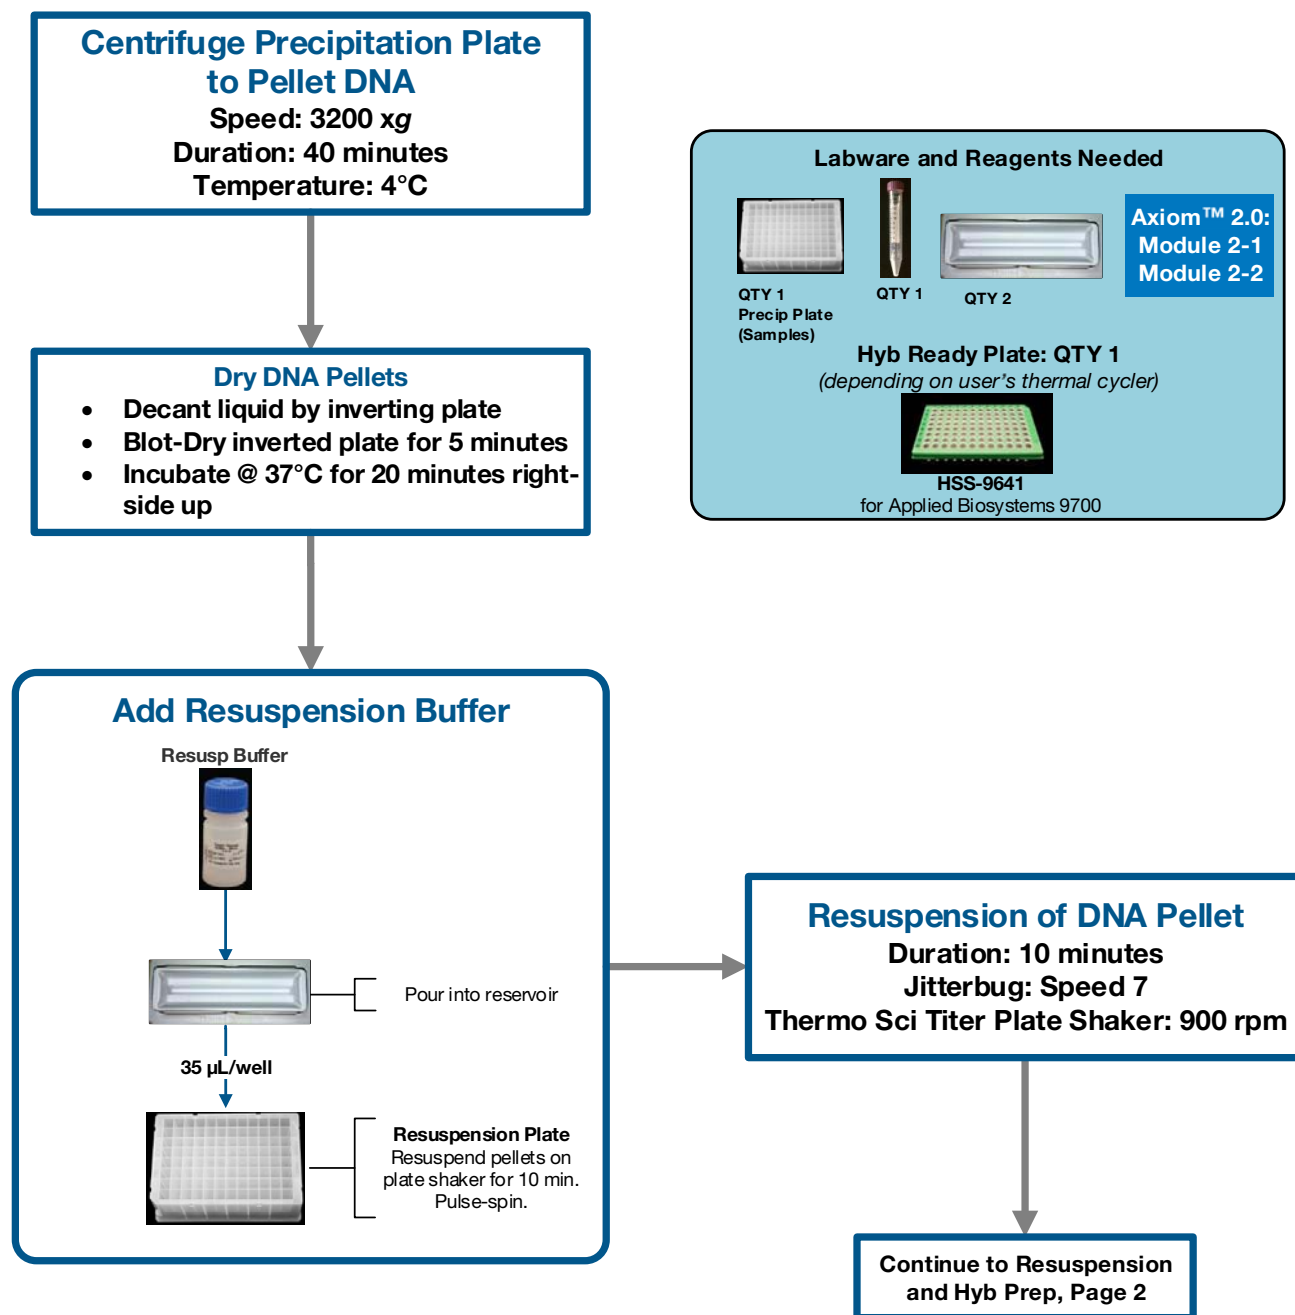 Centrifuge Precipitation Plate
to Pellet DNA
Speed: 3200 xg
Duration: 40 minutes
Temperature: 4°C
Labware and Reagents Needed
Axiom™ 2.0:
Module 2-1
Module 2-2
QTY 1
Precip Plate
(Samples)
QTY 1
QTY 2
Hyb Ready Plate: QTY 1
(depending on user's thermal cycler)
HSS-9641
for Applied Biosystems 9700
Dry DNA Pellets
• Decant liquid by inverting plate
• Blot-Dry inverted plate for 5 minutes
• Incubate @ 37°C for 20 minutes right-
side up
Add Resuspension Buffer
Resusp Buffer
Pour into reservoir
35 µL/well
Resuspension Plate
Resuspend pellets on
plate shaker for 10 min.
Pulse-spin.
Resuspension of DNA Pellet
Duration: 10 minutes
Jitterbug: Speed 7
Thermo Sci Titer Plate Shaker: 900 rpm
Continue to Resuspension
and Hyb Prep, Page 2